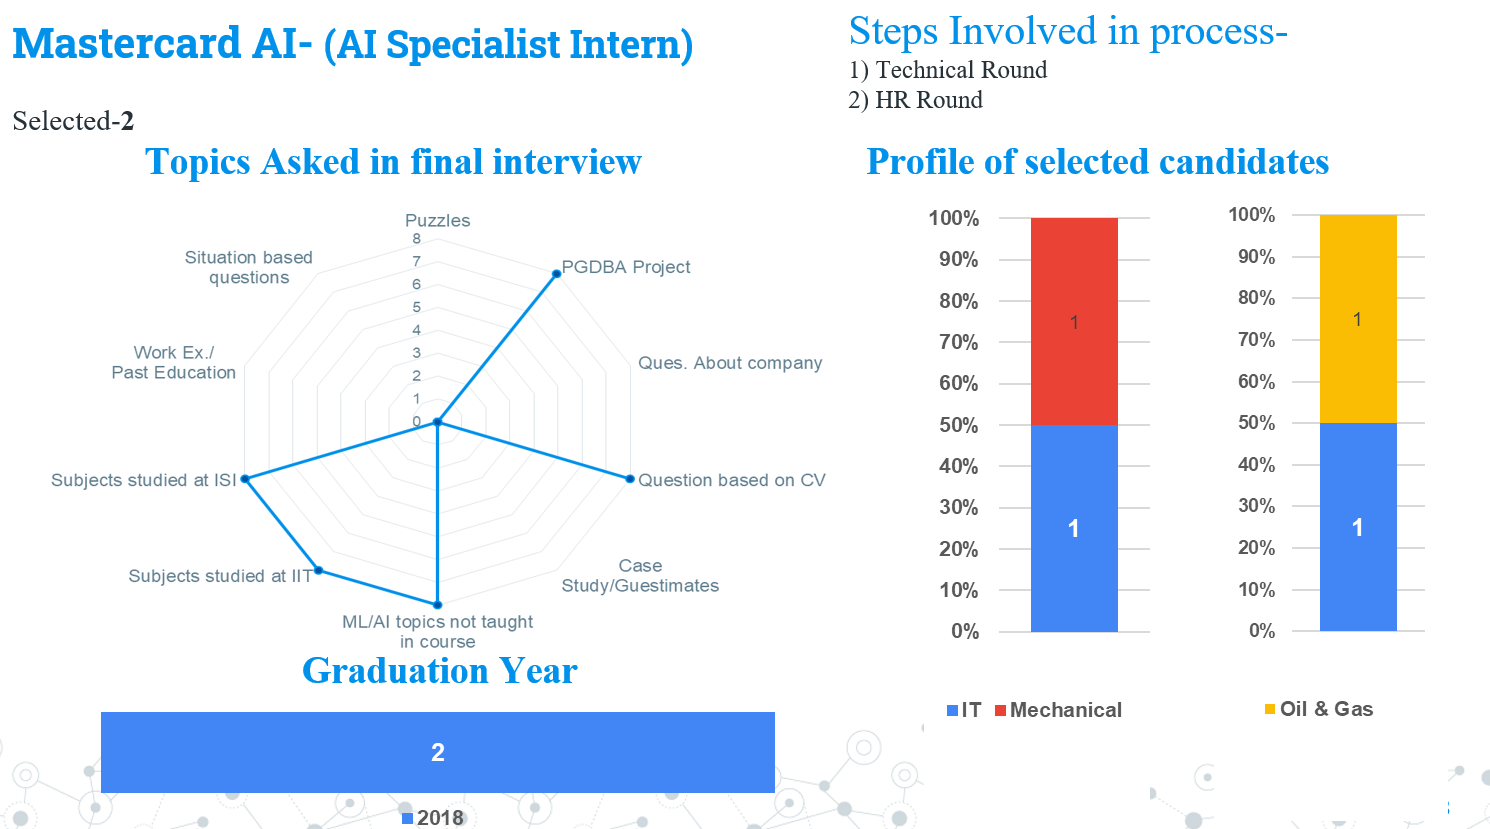 Mastercard AI- (AI Specialist Intern)
Selected-2
Steps Involved in process-
1) Technical Round
2) HR Round
Topics Asked in final interview
Puzzles
8
7
6
5
4
3
2
1
0
PGDBA Project
Ques. About company
Question based on CV
Case
Study/Guestimates
ML/AI topics not taught
in course
Subjects studied at IIT
Subjects studied at ISI
Work Ex./
Past Education
Situation based
questions
Graduation Year
2
2018
Profile of selected candidates
100%
90%
80%
70%
60%
50%
40%
30%
20%
10%
0%
1
1
IT Mechanical
100%
90%
80%
70%
60%
50%
40%
30%
20%
10%
0%
1
1
Oil & Gas